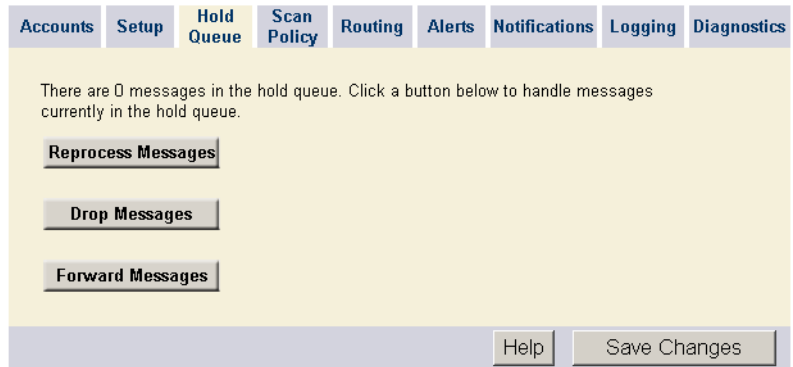 Accounts Setup Hold Queue Scan Policy Routing Alerts Notifications Logging Diagnostics
There are 0 messages in the hold queue. Click a button below to handle messages
currently in the hold queue.
Reprocess Messages
Drop Messages
Forward Messages
Help Save Changes